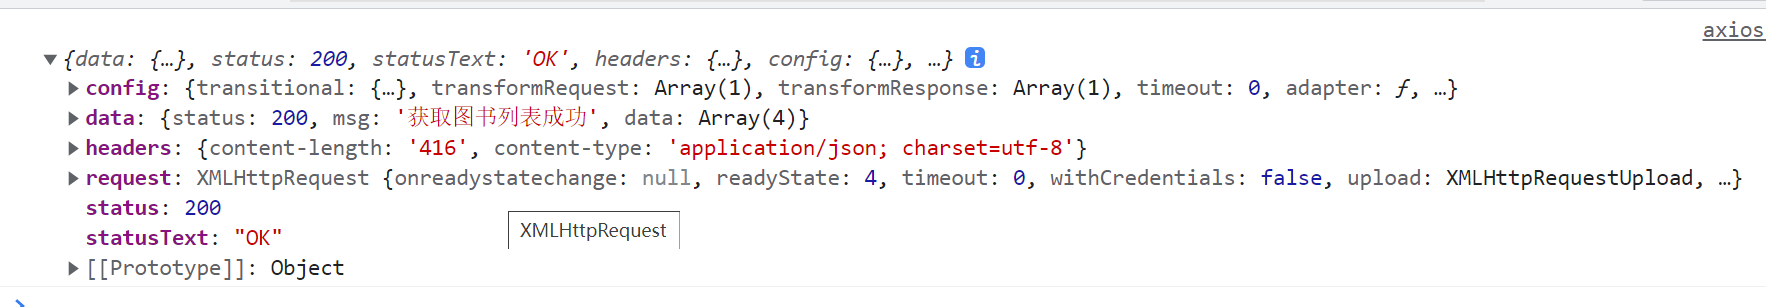 axios
▼ {data: {…}, status: 200, statusText: 'OK', headers: {…}, config: {…}, …} i
▶ config: {transitional: {…}, transformRequest: Array(1), transformResponse: Array(1), timeout: 0, adapter: ƒ, …}
▶ data: {status: 200, msg: '获取图书列表成功', data: Array(4)}
▶ headers: {content-length: '416', content-type: 'application/json; charset=utf-8'}
▶ request: XMLHttpRequest {onreadystatechange: null, readyState: 4, timeout: 0, withCredentials: false, upload: XMLHttpRequestUpload, …}
status: 200
statusText: "OK"
XMLHttpRequest
▶ [[Prototype]]: Object